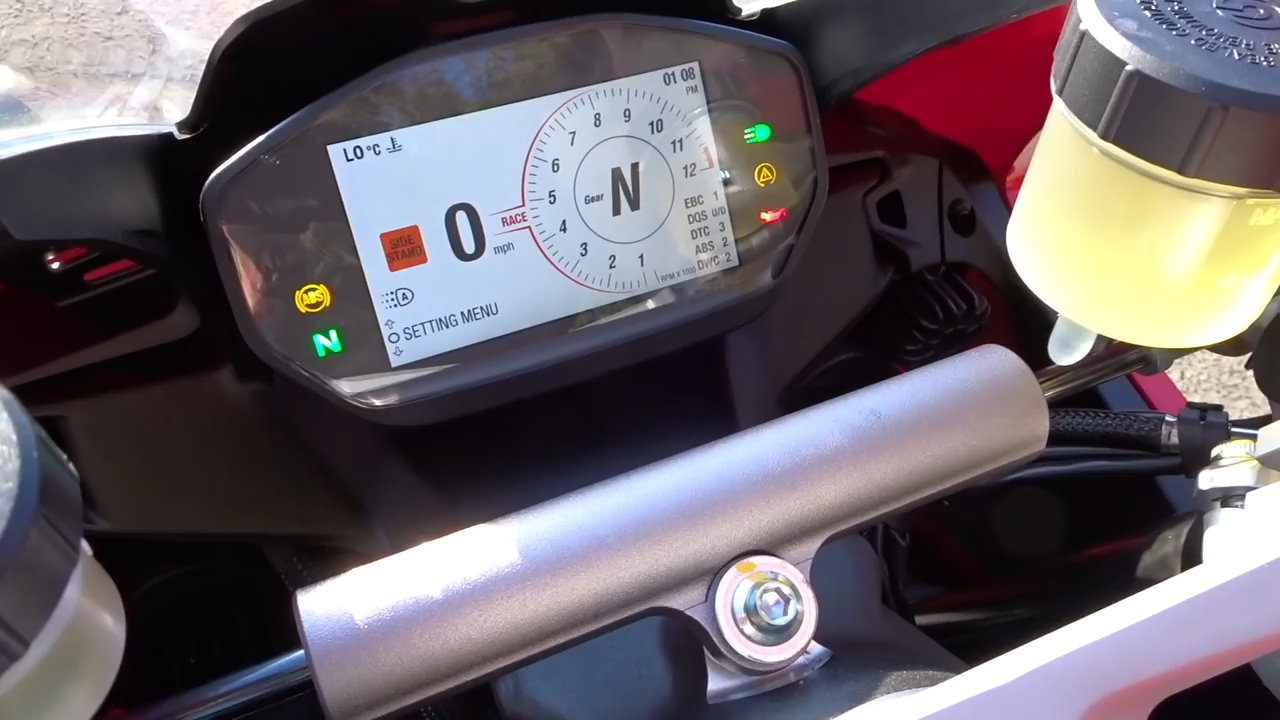 01 08
PM
LO °C
7 8 9 10
6 11
5 12
4
3 2 1
Gear N
RACE
0
mph
SIDE
STAND
RPM X 1000
EBC 1
DQS U/D
DTC 3
ABS 2
DWC 2
A
SETTING MENU
ABS
N